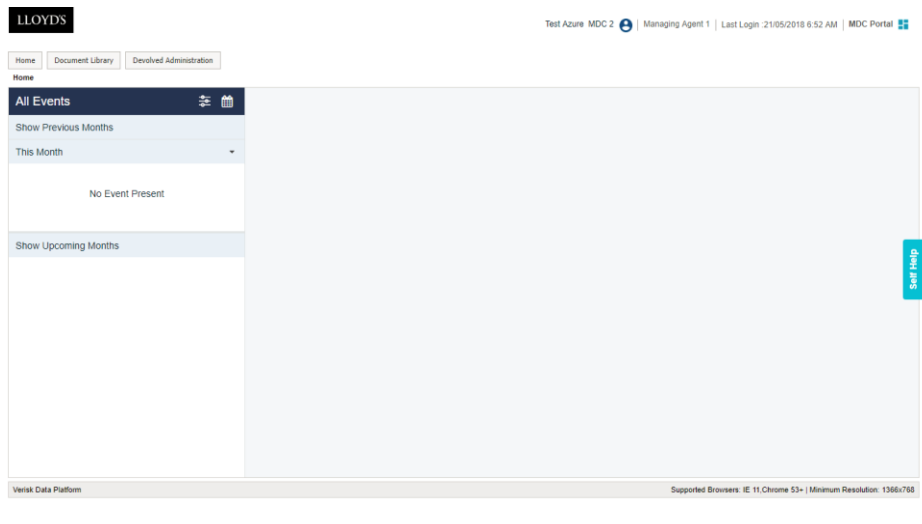 LLOYD'S
Test Azure MDC 2 | Managing Agent 1 | Last Login :21/05/2018 6:52 AM | MDC Portal
Home Document Library Devolved Administration
Home
All Events
Show Previous Months
This Month
No Event Present
Show Upcoming Months
Self Help
Verisk Data Platform Supported Browsers: IE 11,Chrome 53+ | Minimum Resolution: 1366x768